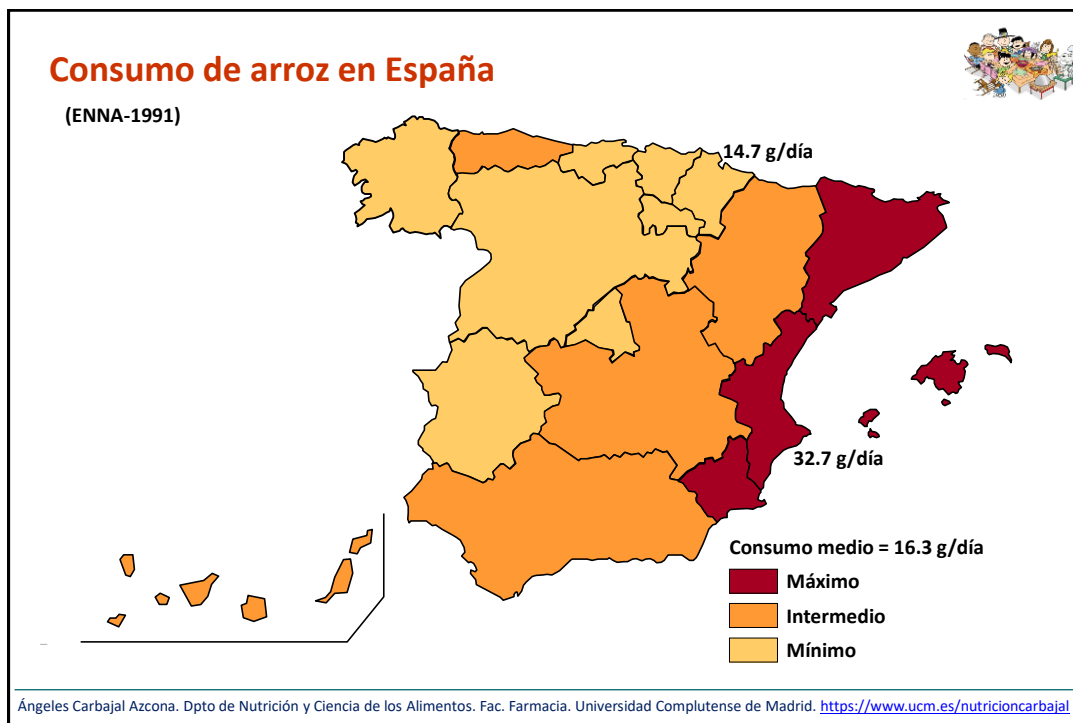 Consumo de arroz en España
(ENNA-1991)
14.7 g/día
32.7 g/día
Consumo medio = 16.3 g/día
Máximo
Intermedio
Mínimo
Ángeles Carbajal Azcona. Dpto de Nutrición y Ciencia de los Alimentos. Fac. Farmacia. Universidad Complutense de Madrid. https://www.ucm.es/nutricioncarbajal